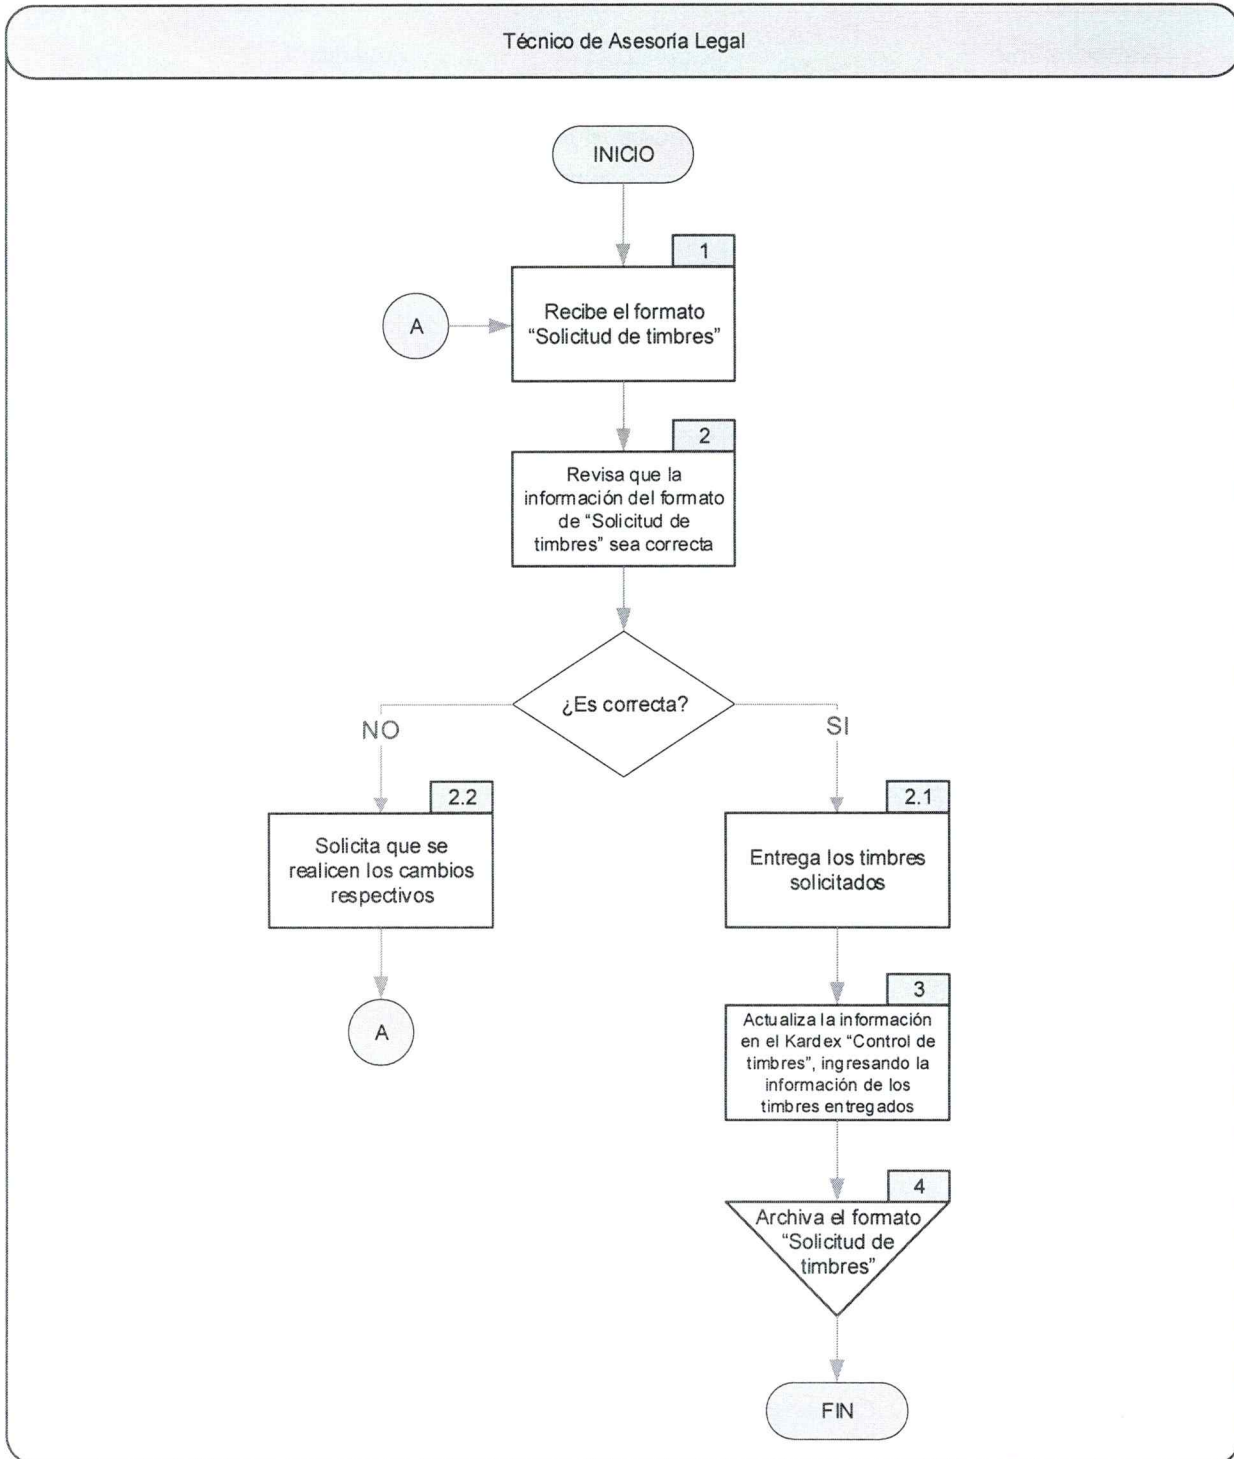 Técnico de Asesoría Legal
INICIO
1
Recibe el formato
“Solicitud de timbres”
A
2
Revisa que la
información del formato
de “Solicitud de
timbres” sea correcta
¿Es correcta?
NO
SI
2.2
Solicita que se
realicen los cambios
respectivos
A
2.1
Entrega los timbres
solicitados
3
Actualiza la información
en el Kardex “Control de
timbres”, ingresando la
información de los
timbres entregados
4
Archiva el formato
“Solicitud de
timbres”
FIN